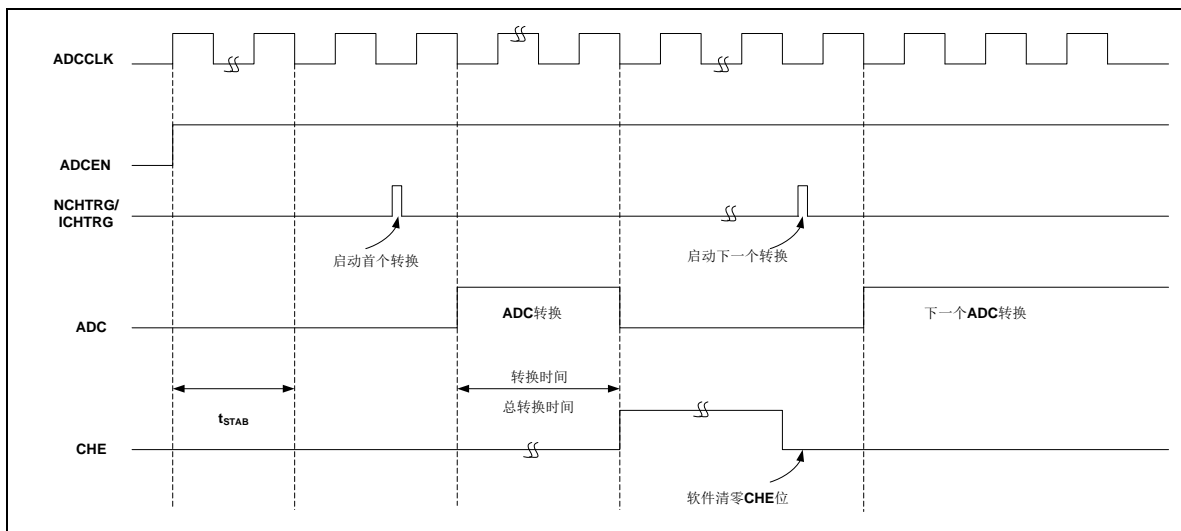 ADCCLK
ADCEN
NCHTRG/
ICHTRG
启动首个转换
启动下一个转换
ADC
ADC转换
下一个ADC转换
转换时间
总转换时间
tSTAB
CHE
软件清零CHE位